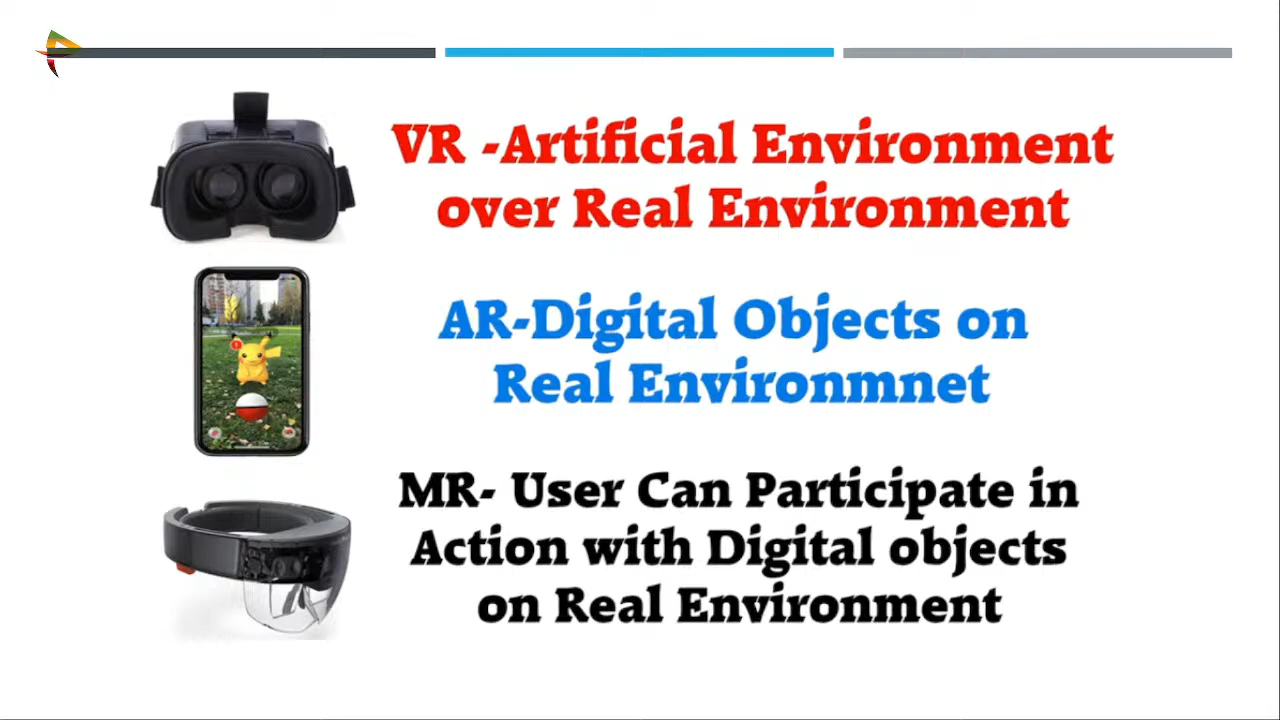 VR -Artificial Environment
over Real Environment
AR-Digital Objects on
Real Environmnet
MR- User Can Participate in
Action with Digital objects
on Real Environment